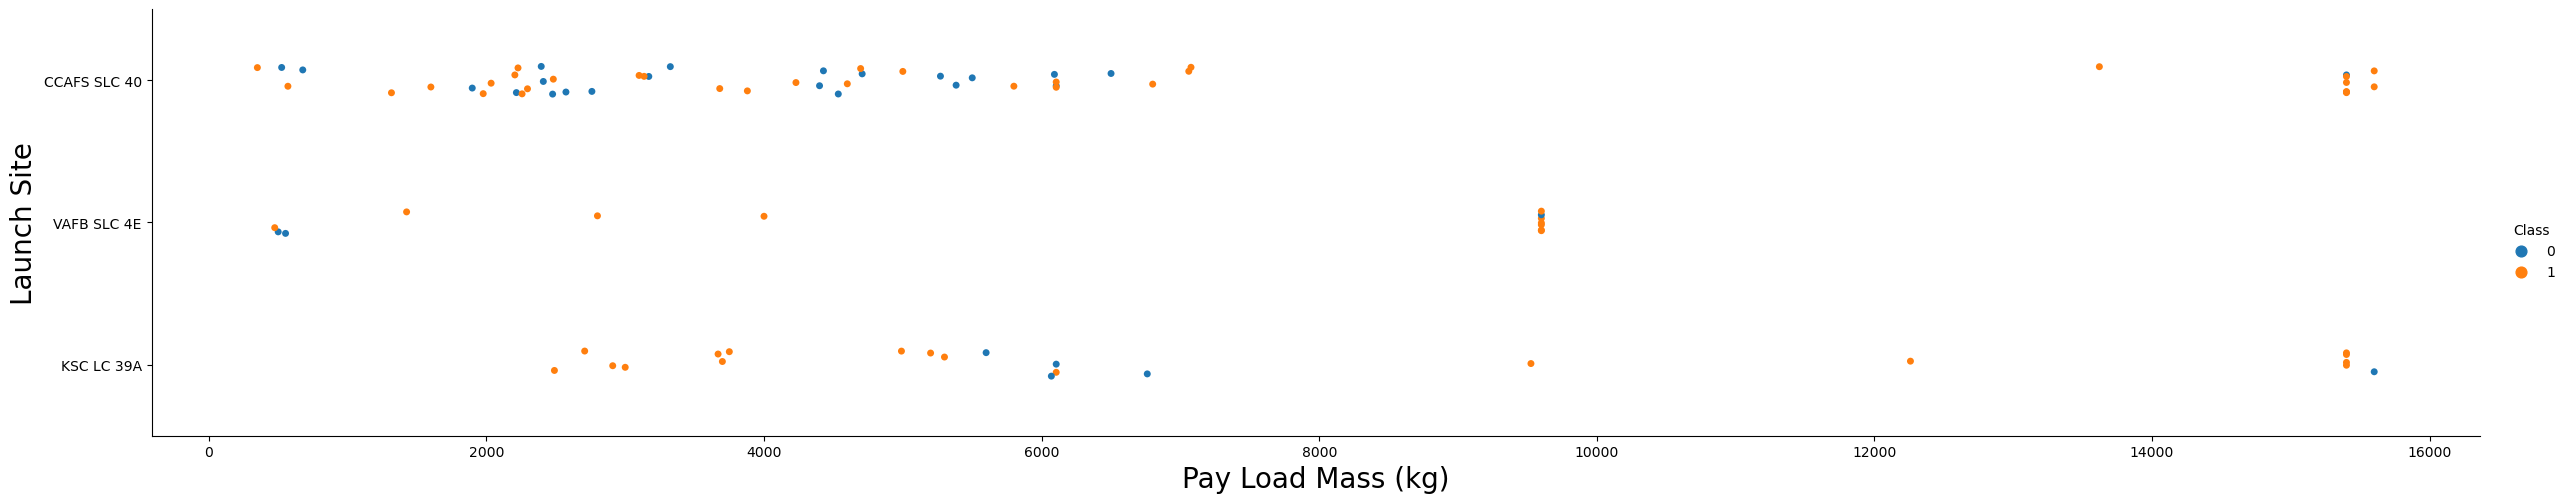 CCAFS SLC 40
VAFB SLC 4E
KSC LC 39A
Launch Site
0 2000 4000 6000 8000 10000 12000 14000 16000
Pay Load Mass (kg)
Class
0
1